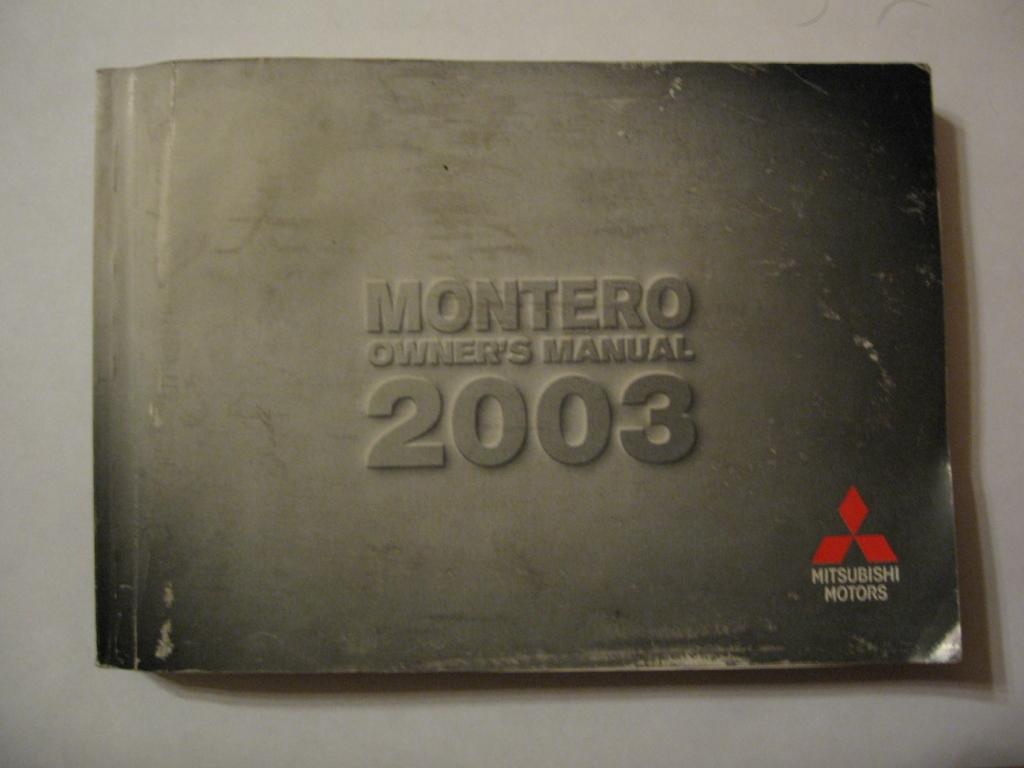 MONTERO
OWNER'S MANUAL
2003
MITSUBISHI
MOTORS